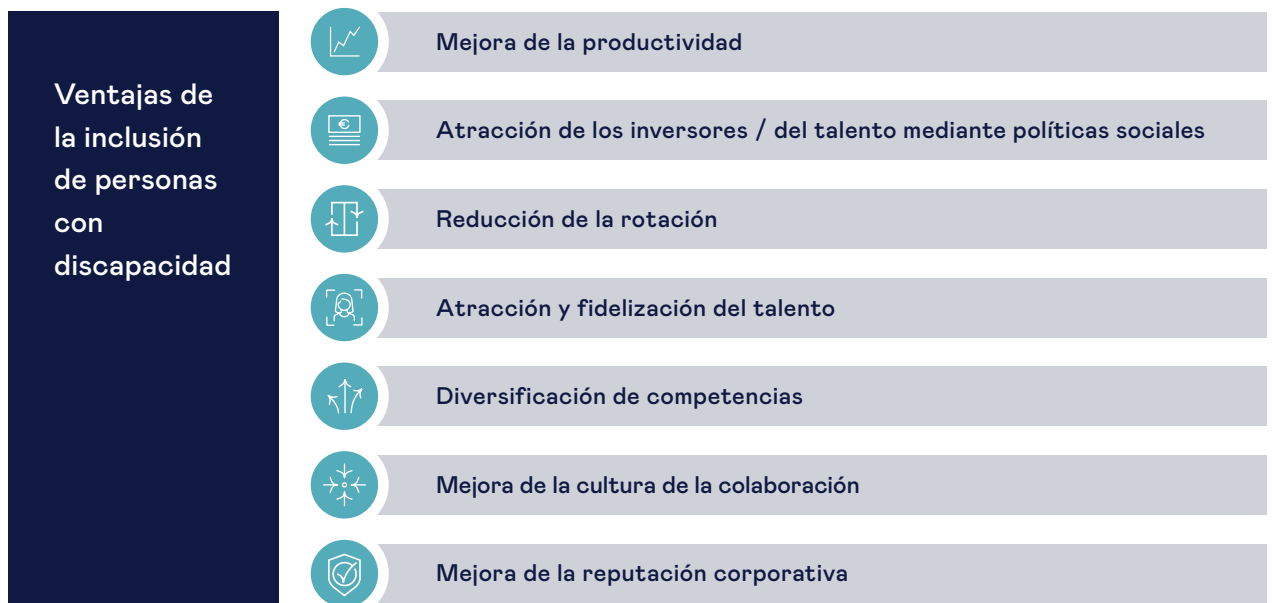 Ventajas de
la inclusión
de personas
con
discapacidad
Mejora de la productividad
€
Atracción de los inversores / del talento mediante políticas sociales
Reducción de la rotación
Atracción y fidelización del talento
Diversificación de competencias
Mejora de la cultura de la colaboración
Mejora de la reputación corporativa